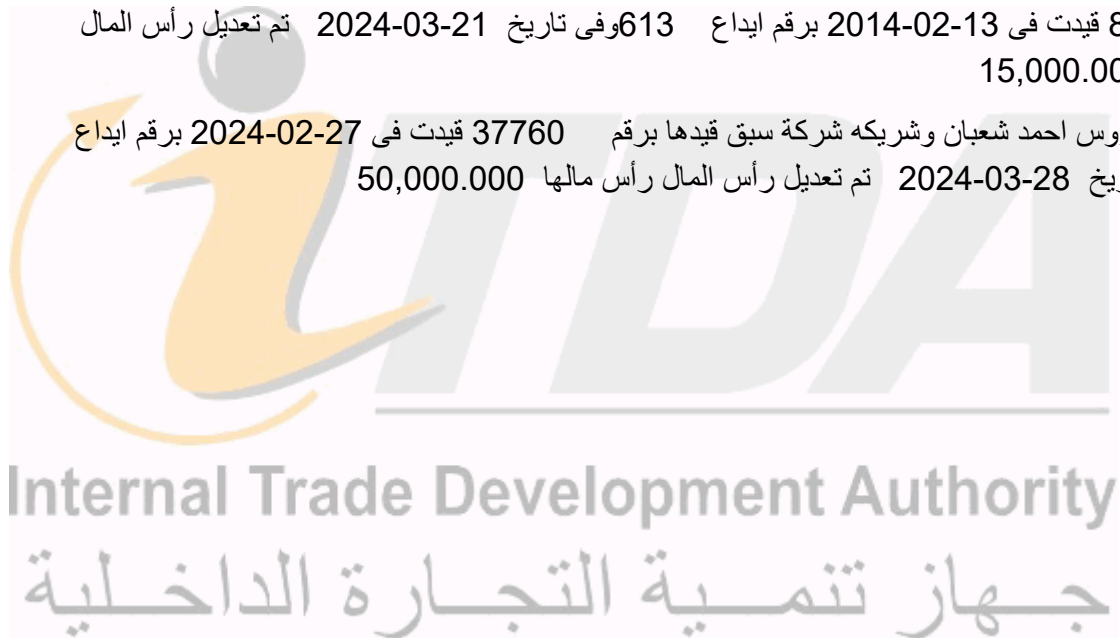 قيدت فى 13-02-2014 برقم ايداع 613وفى تاريخ 21-03-2024 تم تعديل رأس المال
15,000.00
احمد شعبان وشريكه شركة سبق قيدها برقم 37760 قيدت فى 27-02-2024 برقم ايداع
28-03-2024 تم تعديل رأس المال رأس مالها 50,000.000
iTDA
Internal Trade Development Authority
جهاز تنمية التجارة الداخلية